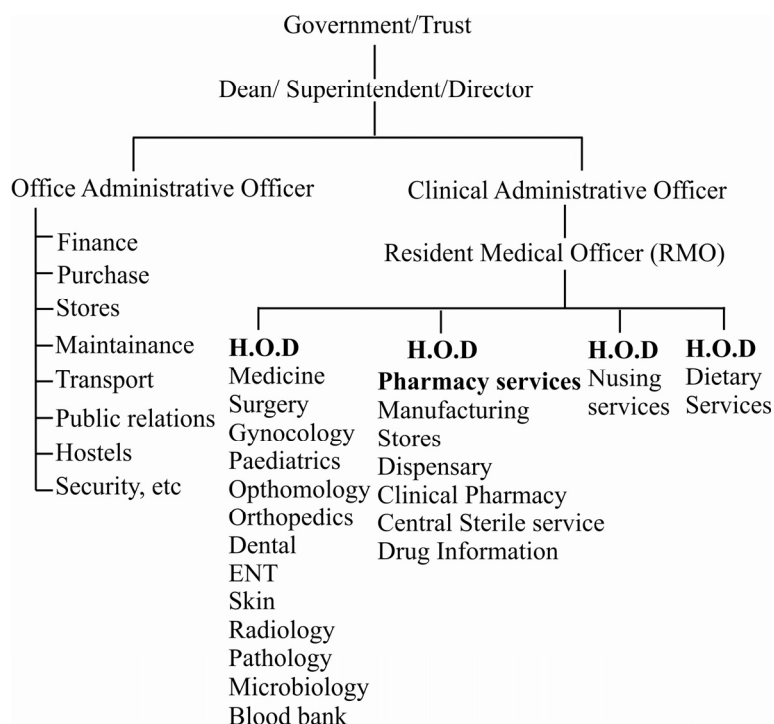 Government/Trust
Dean/ Superintendent/Director
Office Administrative Officer
Finance
Purchase
Stores
Maintainance
Transport
Public relations
Hostels
Security, etc
Clinical Administrative Officer
Resident Medical Officer (RMO)
H.O.D
Medicine
Surgery
Gynocology
Paediatrics
Opthomology
Orthopedics
Dental
ENT
Skin
Radiology
Pathology
Microbiology
Blood bank
H.O.D
Pharmacy services
Manufacturing
Stores
Dispensary
Clinical Pharmacy
Central Sterile service
Drug Information
H.O.D
Nusing
services
H.O.D
Dietary
Services